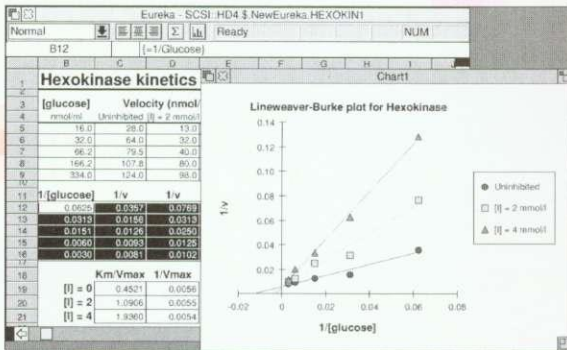 Eureka - SCSI::HD4.$.NewEureka.HEXOKIN1
Normal Σ Ready NUM
B12 {=1/Glucose}
B C D E F G H I J
1 Hexokinase kinetics
3 [glucose] Velocity (nmol/
4 nmol/ml Uninhibited [I] = 2 mmol/l
5 16.0 28.0 13.0
6 32.0 64.0 32.0
7 66.2 79.5 40.0
8 166.2 107.8 80.0
9 334.0 124.0 98.0
10
11 1/[glucose] 1/v 1/v
12 0.0625 0.0357 0.0769
13 0.0313 0.0156 0.0313
14 0.0151 0.0126 0.0250
15 0.0060 0.0093 0.0125
16 0.0030 0.0081 0.0102
17
18 Km/Vmax 1/Vmax
19 [I] = 0 0.4521 0.0056
20 [I] = 2 1.0906 0.0055
21 [I] = 4 1.9360 0.0054
Chart1
Lineweaver-Burke plot for Hexokinase
0.14
0.12
0.10
0.08
0.06
0.04
0.02
1/v
-0.02 0.00 0.02 0.04 0.06 0.08
1/[glucose]
Uninhibited
[I] = 2 mmol/l
[I] = 4 mmol/l